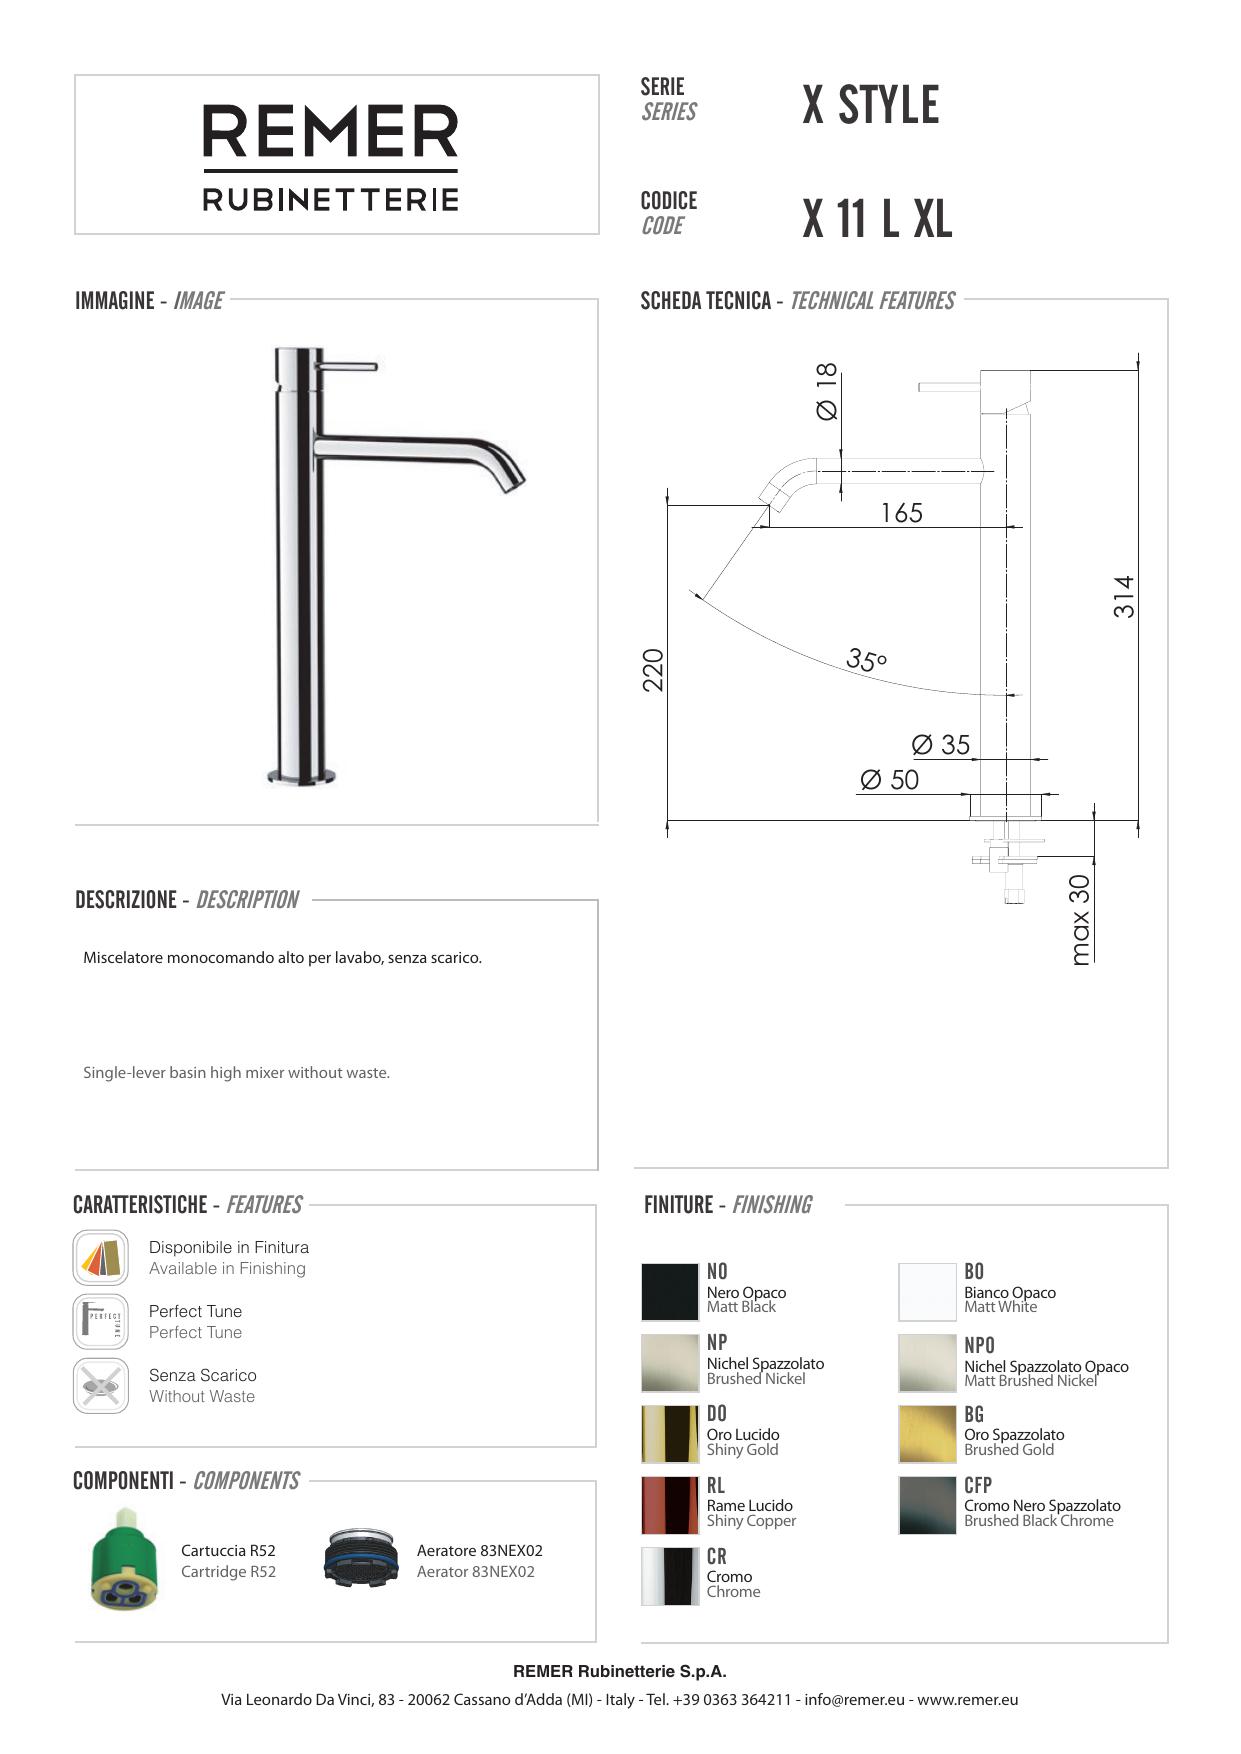 REMER
RUBINETTERIE
SERIE
SERIES
X STYLE
CODICE
CODE
X 11 L XL
IMMAGINE - IMAGE
SCHEDA TECNICA - TECHNICAL FEATURES
Ø 18
165
314
220
35°
Ø 35
Ø 50
max 30
DESCRIZIONE - DESCRIPTION
Miscelatore monocomando alto per lavabo, senza scarico.
Single-lever basin high mixer without waste.
CARATTERISTICHE - FEATURES
Disponibile in Finitura
Available in Finishing
PERFECT
TUNE
Perfect Tune
Perfect Tune
Senza Scarico
Without Waste
COMPONENTI - COMPONENTS
Cartuccia R52
Cartridge R52
Aeratore 83NEX02
Aerator 83NEX02
FINITURE - FINISHING
NO
Nero Opaco
Matt Black
BO
Bianco Opaco
Matt White
NP
Nichel Spazzolato
Brushed Nickel
NPO
Nichel Spazzolato Opaco
Matt Brushed Nickel
DO
Oro Lucido
Shiny Gold
BG
Oro Spazzolato
Brushed Gold
RL
Rame Lucido
Shiny Copper
CFP
Cromo Nero Spazzolato
Brushed Black Chrome
CR
Cromo
Chrome
REMER Rubinetterie S.p.A.
Via Leonardo Da Vinci, 83 - 20062 Cassano d'Adda (MI) - Italy - Tel. +39 0363 364211 - info@remer.eu - www.remer.eu